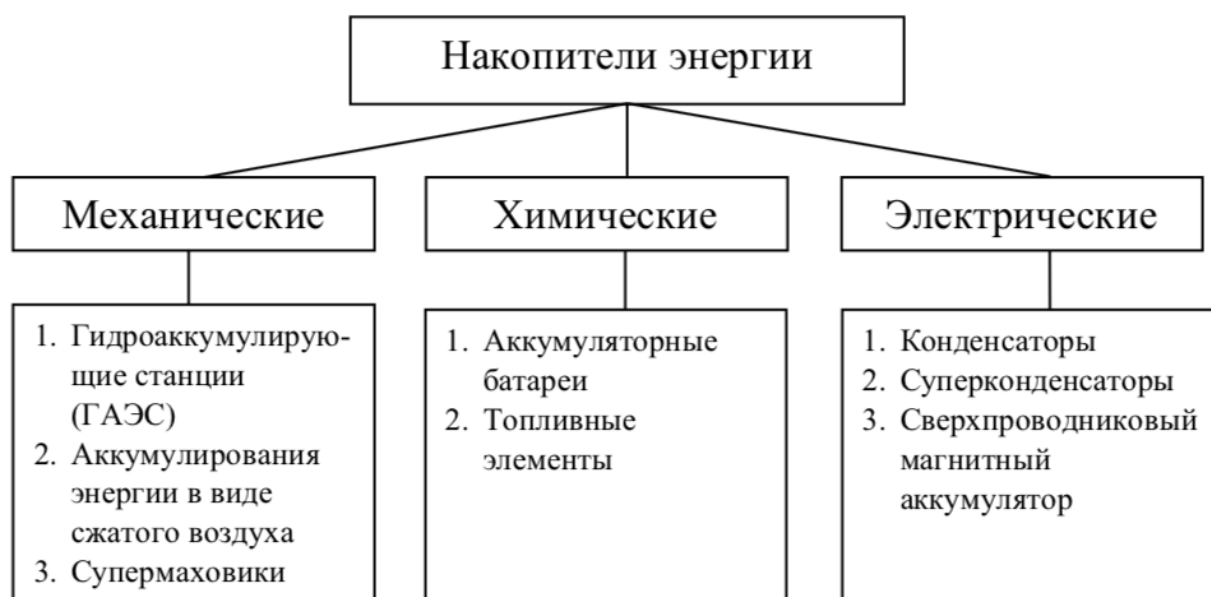 Накопители энергии
Механические
Химические
Электрические
1. Гидроаккумулирую-
щие станции
(ГАЭС)
2. Аккумулирования
энергии в виде
сжатого воздуха
3. Супермаховики
1. Аккумуляторные
батареи
2. Топливные
элементы
1. Конденсаторы
2. Суперконденсаторы
3. Сверхпроводниковый
магнитный
аккумулятор